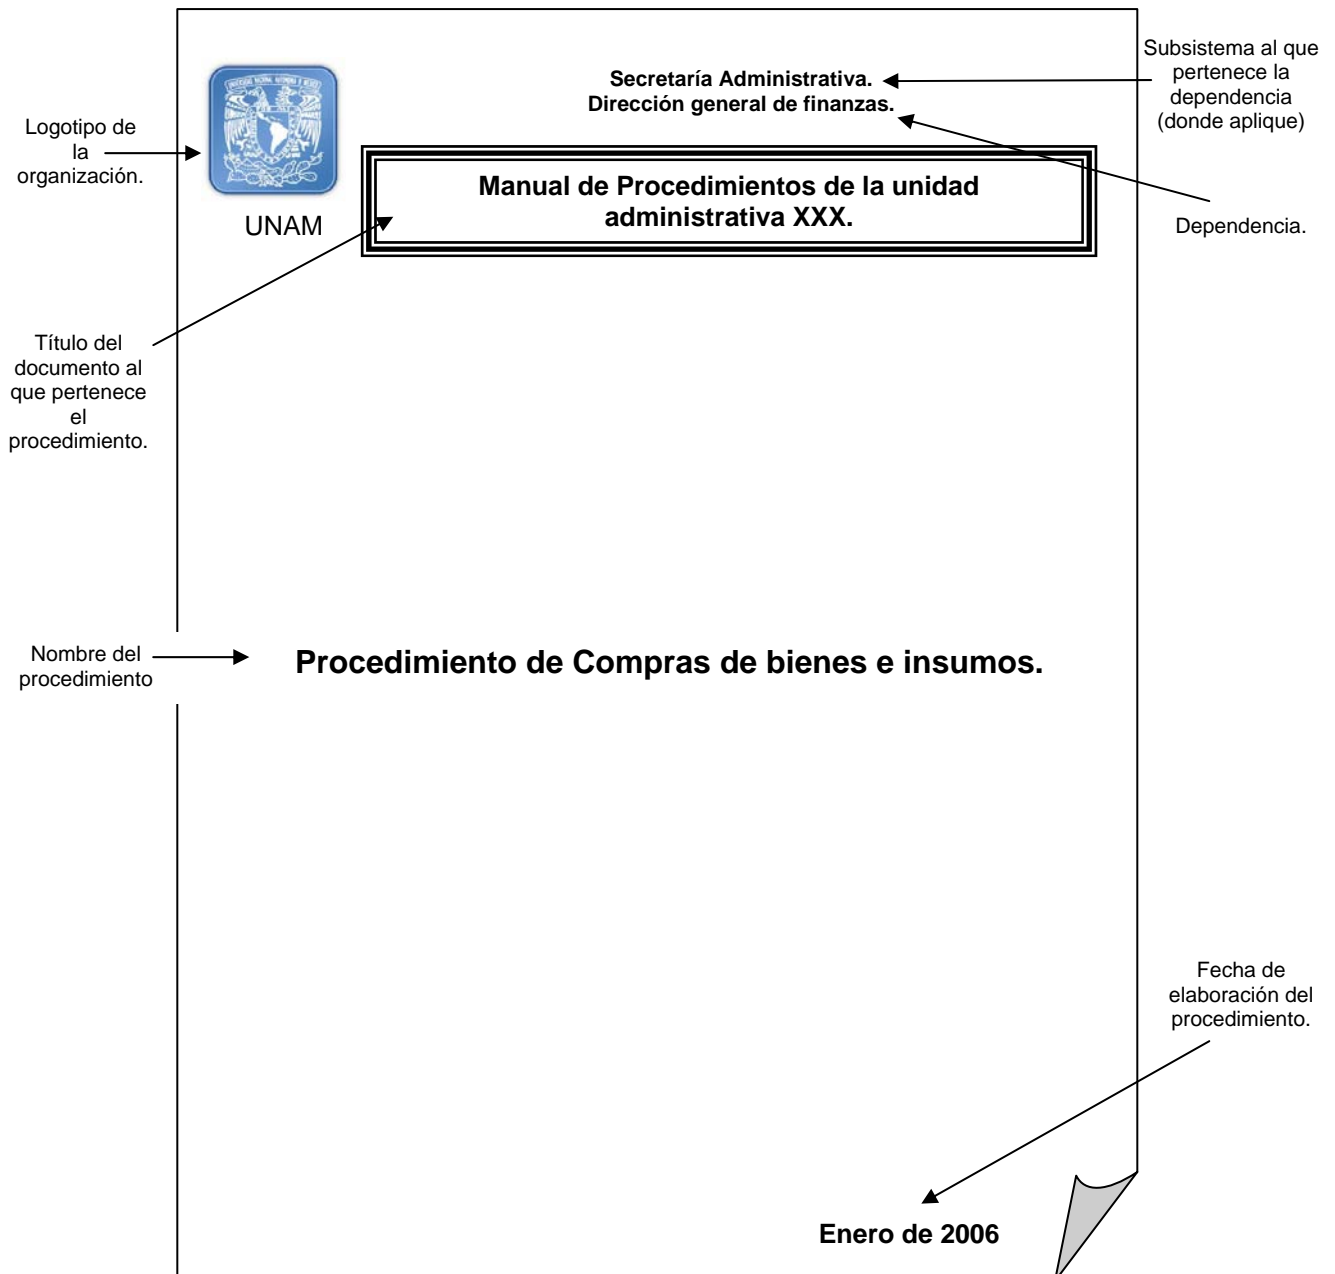 Subsistema al que
pertenece la
dependencia
(donde aplique)
Secretaría Administrativa.
Dirección general de finanzas.
Logotipo de
la
organización.
UNAM
Manual de Procedimientos de la unidad
administrativa XXX.
Dependencia.
Título del
documento al
que pertenece
el
procedimiento.
Nombre del
procedimiento
Procedimiento de Compras de bienes e insumos.
Fecha de
elaboración del
procedimiento.
Enero de 2006